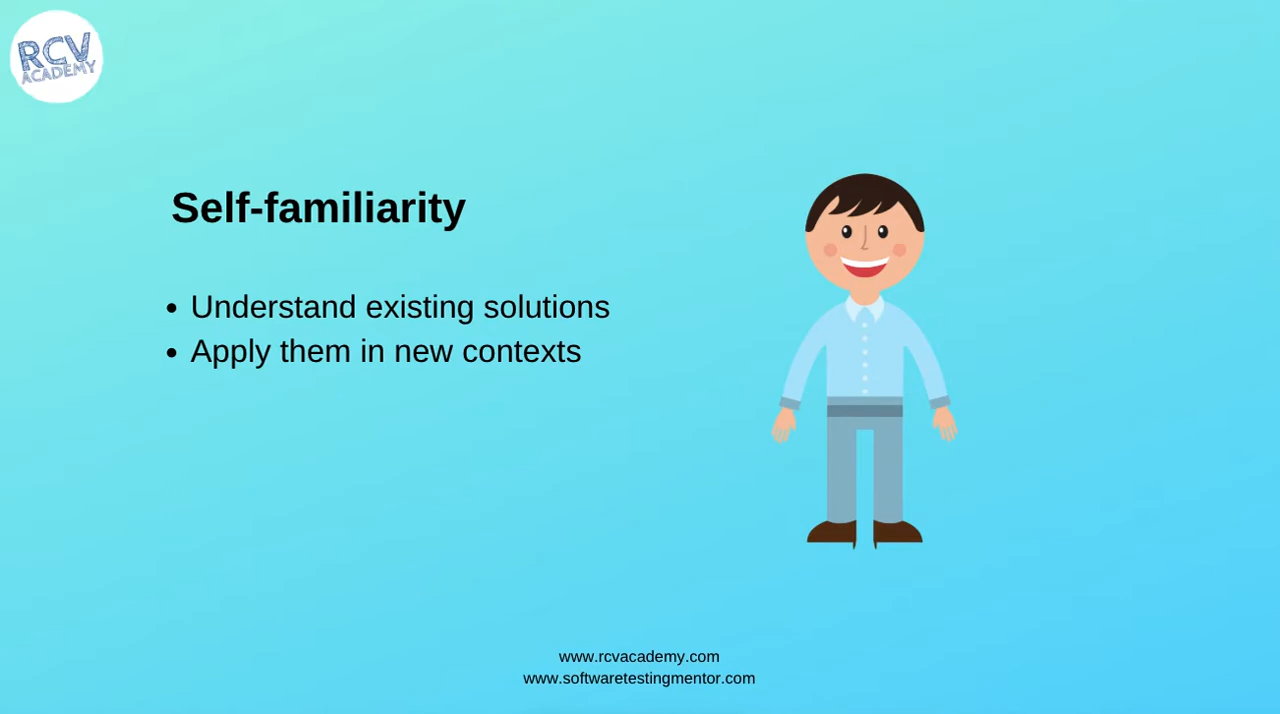 RCV
ACADEMY
Self-familiarity
• Understand existing solutions
• Apply them in new contexts
www.rcvacademy.com
www.softwaretestingmentor.com